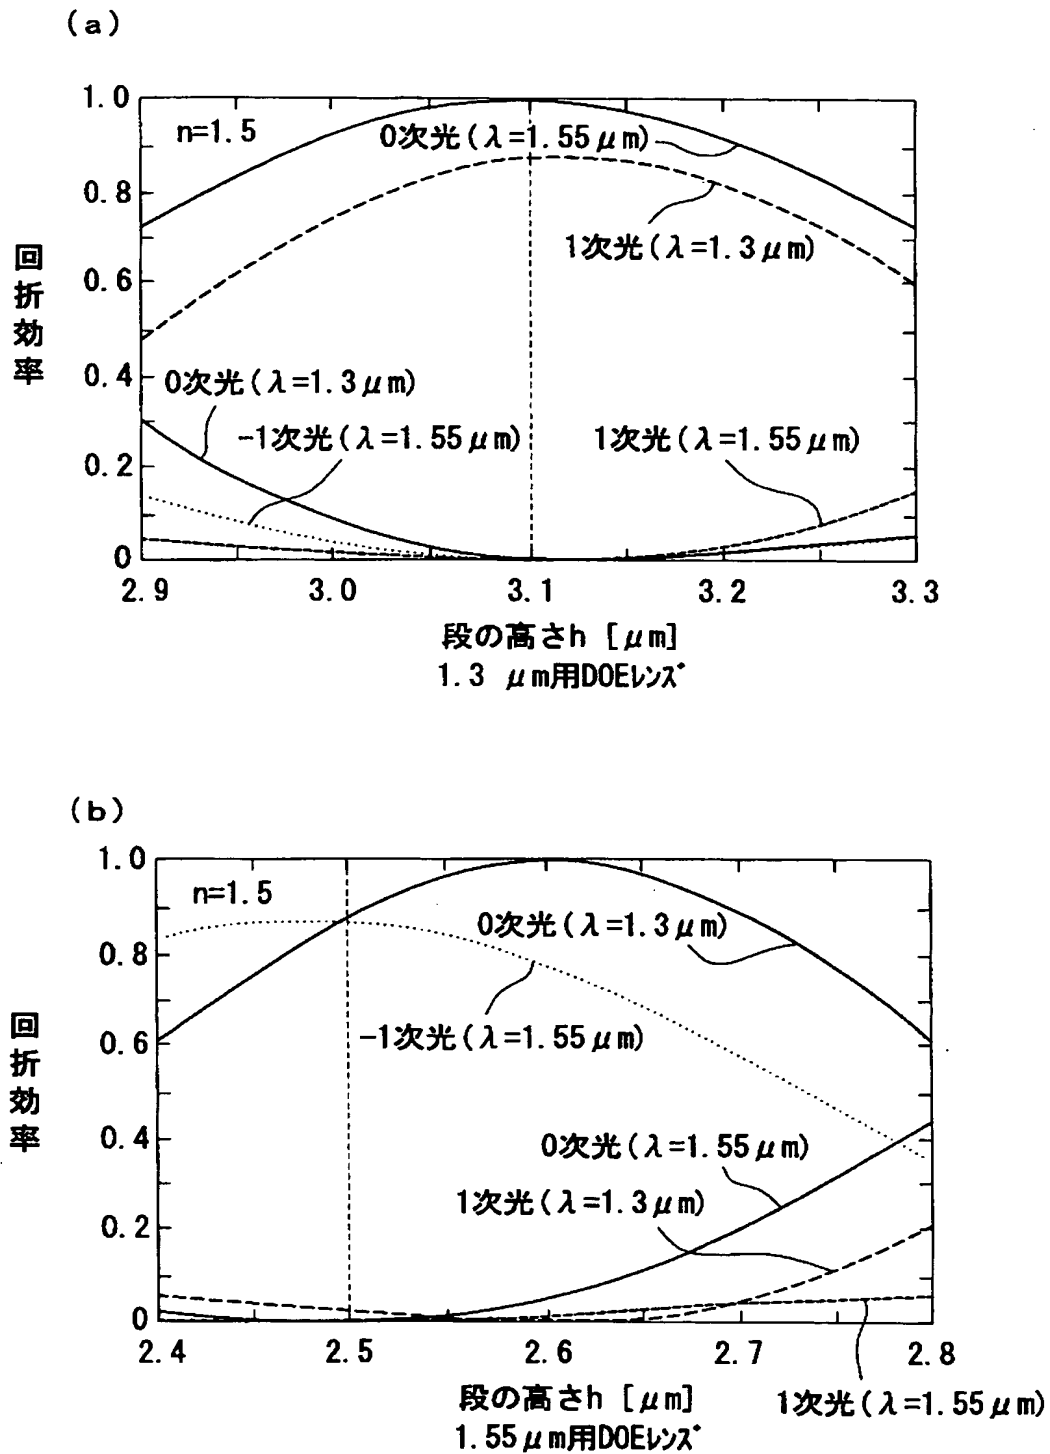 (a)
1.0
n=1.5
0次光(λ=1.55μm)
0.8
1次光(λ=1.3μm)
回折効率
0.6
0.4
0次光(λ=1.3μm)
-1次光(λ=1.55μm)
1次光(λ=1.55μm)
0.2
0
2.9 3.0 3.1 3.2 3.3
段の高さh [μm]
1.3 μm用DOEレンズ
(b)
1.0
n=1.5
0次光(λ=1.3μm)
0.8
回折効率
-1次光(λ=1.55μm)
0.6
0.4
0次光(λ=1.55μm)
1次光(λ=1.3μm)
0.2
0
2.4 2.5 2.6 2.7 2.8
段の高さh [μm]
1次光(λ=1.55μm)
1.55μm用DOEレンズ